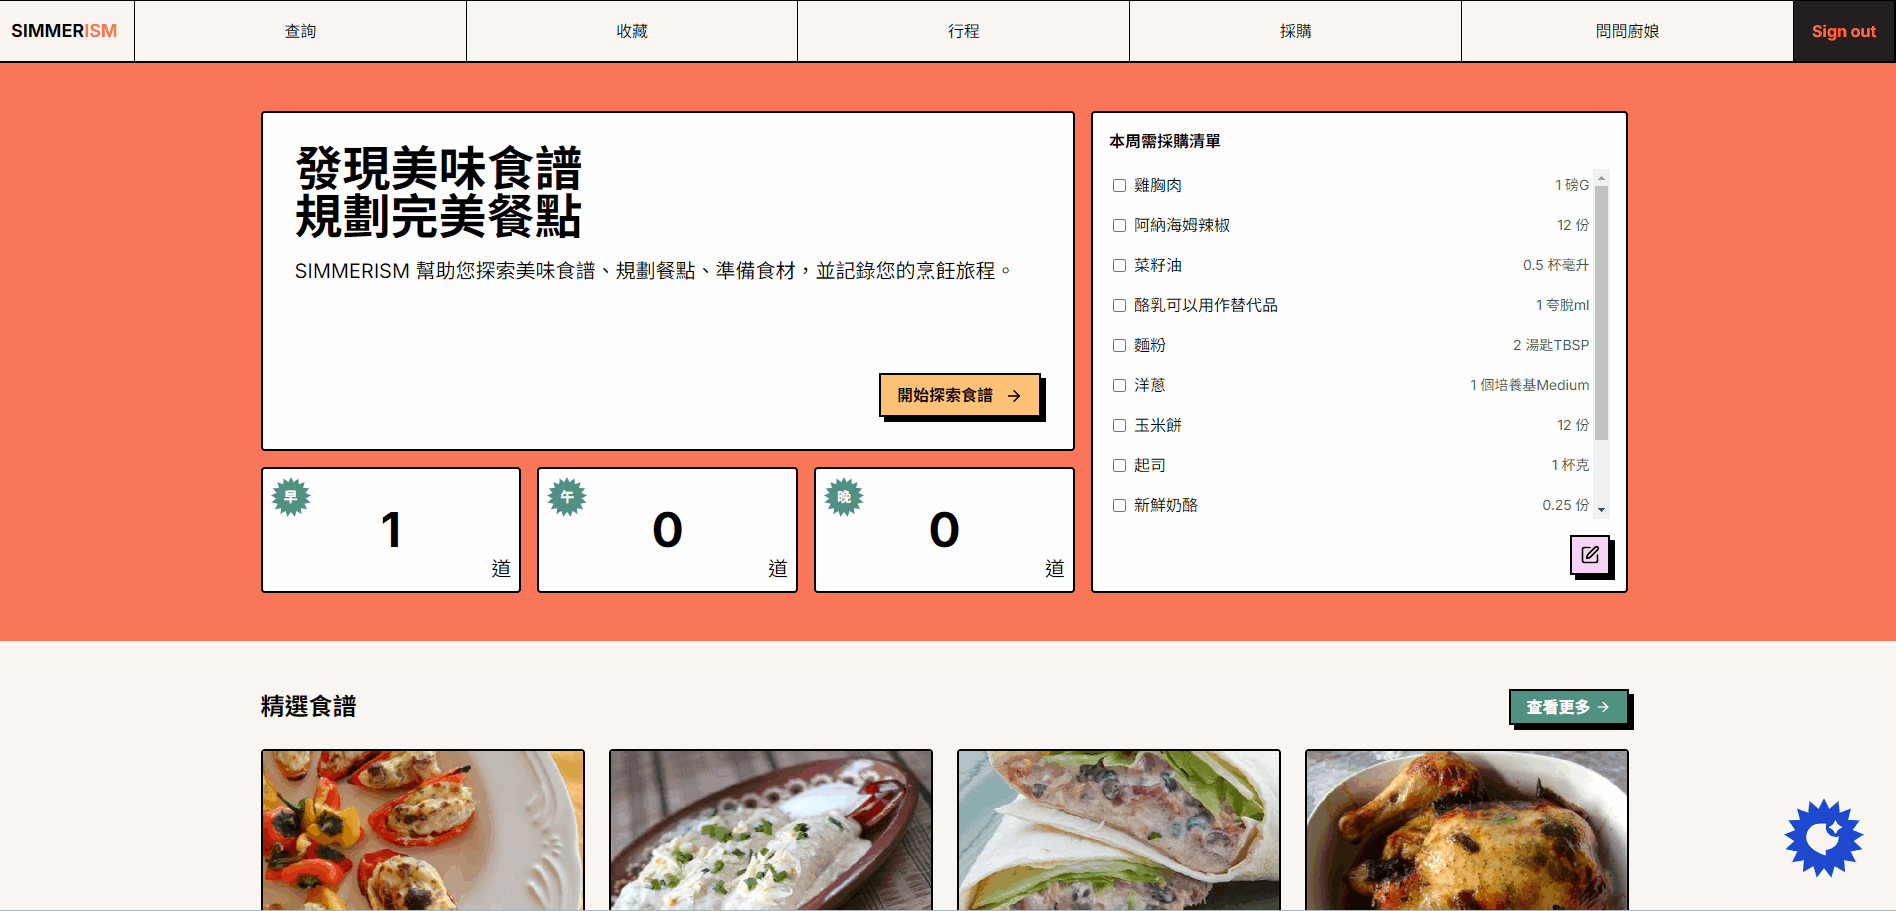 SIMMERISM
查詢
收藏
行程
採購
問問廚娘
Sign out
發現美味食譜
規劃完美餐點
SIMMERISM 幫助您探索美味食譜、規劃餐點、準備食材，並記錄您的烹飪旅程。
開始探索食譜
早
1
道
午
0
道
晚
0
道
本周需採購清單
雞胸肉 1 磅G
阿納海姆辣椒 12 份
菜籽油 0.5 杯毫升
酪乳可以用作替代品 1 夸脫ml
麵粉 2 湯匙TBSP
洋蔥 1 個培養基Medium
玉米餅 12 份
起司 1 杯克
新鮮奶酪 0.25 份
精選食譜
查看更多